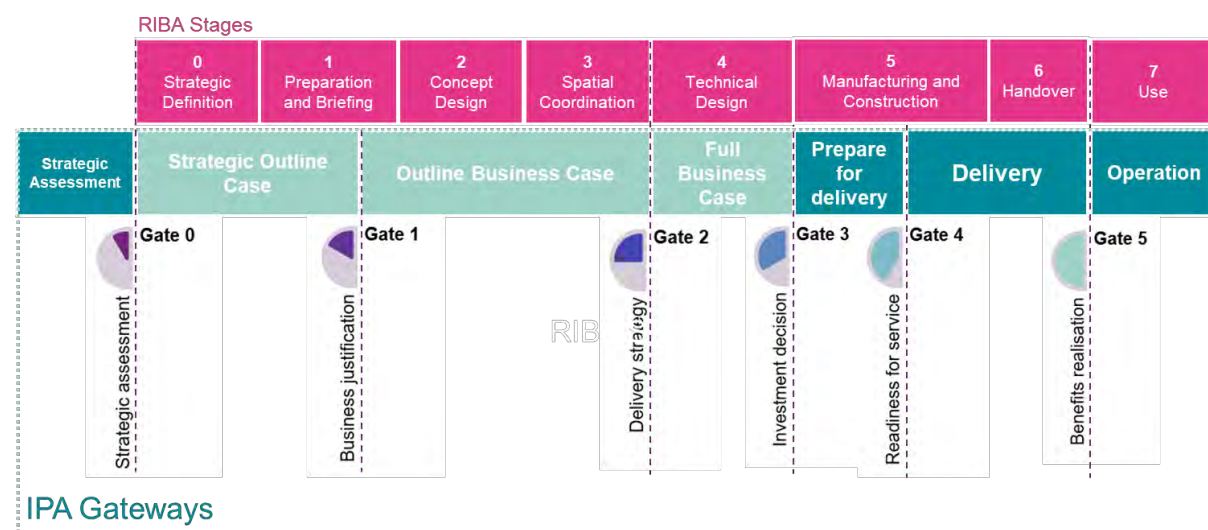 RIBA Stages
0
Strategic
Definition
1
Preparation
and Briefing
2
Concept
Design
3
Spatial
Coordination
4
Technical
Design
5
Manufacturing and
Construction
6
Handover
7
Use
Strategic
Assessment
Strategic Outline
Case
Outline Business Case
Full
Business
Case
Prepare
for
delivery
Delivery
Operation
Gate 0
Gate 1
Gate 2
Gate 3
Gate 4
Gate 5
Strategic assessment
Business justification
RIB
Delivery strategy
Investment decision
Readiness for service
Benefits realisation
IPA Gateways